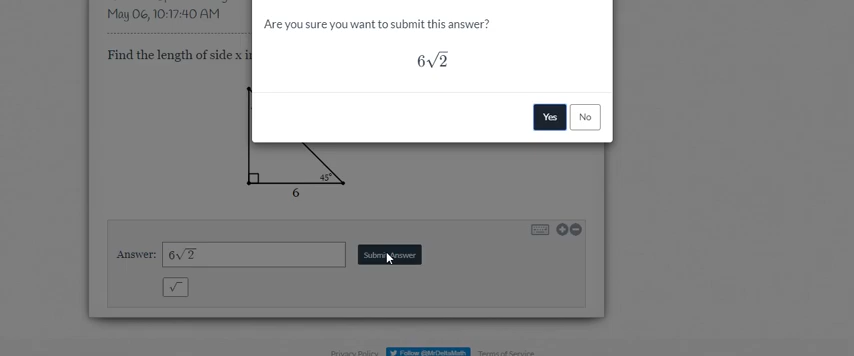 May 06, 10:17:40 AM
Are you sure you want to submit this answer?
Find the length of side x in
6√2
Yes
No
45°
6
Answer:
6√2
Submit Answer
√
Privacy Policy
Follow @MrDeltaMath
Terms of Service